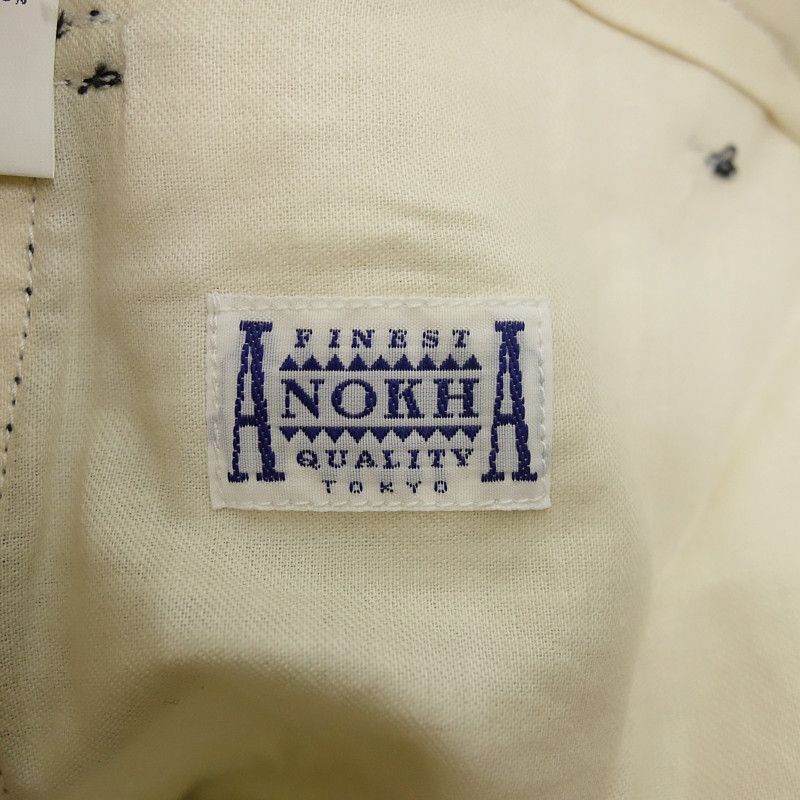 FINEST
ANOKHA
QUALITY
TOKYO
%